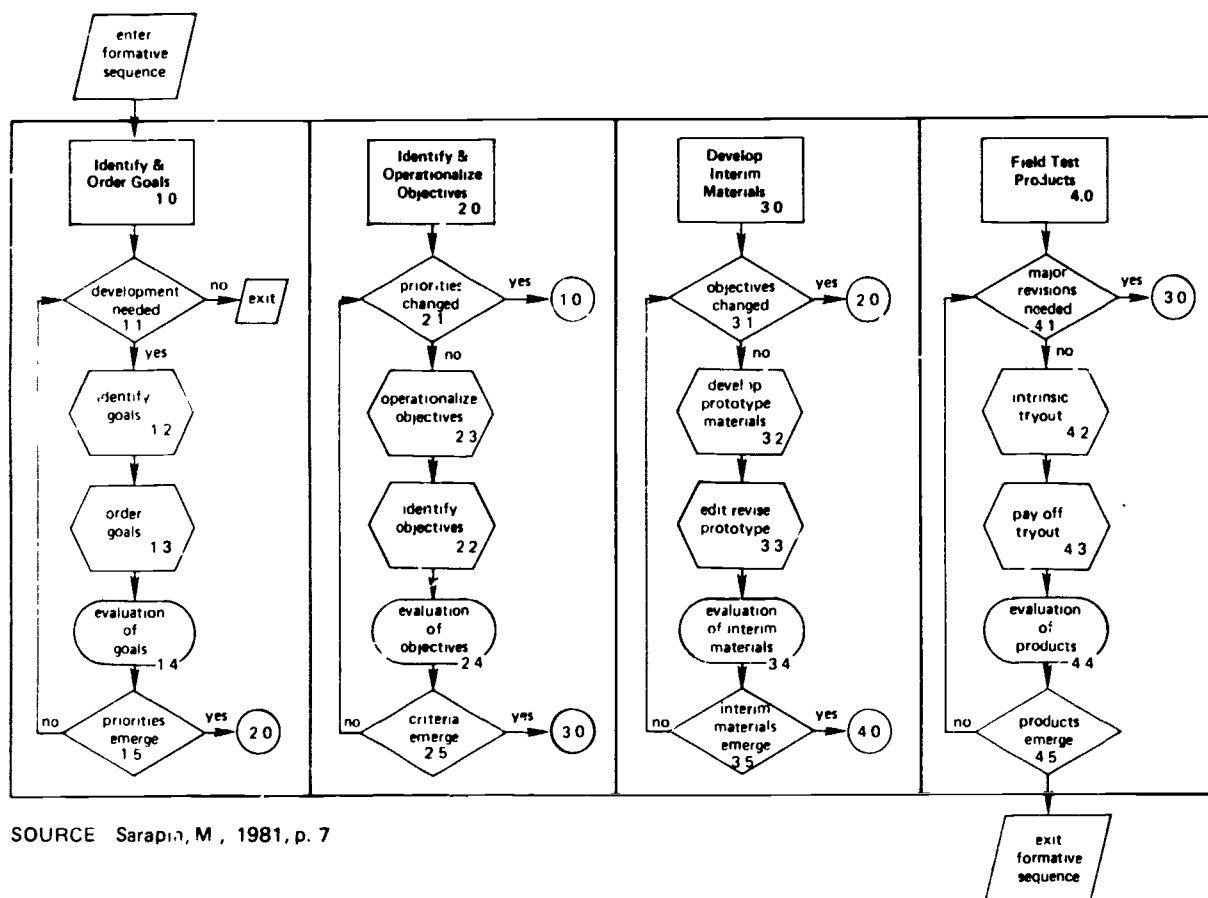 enter
formative
sequence
Identify &
Order Goals
1 0
development
needed
1 1
no
exit
yes
identify
goals
1 2
order
goals
1 3
evaluation
of
goals
1 4
priorities
emerge
1 5
no
yes
2 0
Identify &
Operationalize
Objectives
2 0
priorities
changed
2 1
yes
1 0
no
operationalize
objectives
2 3
identify
objectives
2 2
evaluation
of
objectives
2 4
criteria
emerge
2 5
no
yes
3 0
Develop
Interim
Materials
3 0
objectives
changed
3 1
yes
2 0
no
develop
prototype
materials
3 2
edit revise
prototype
3 3
evaluation
of interim
materials
3 4
interim
materials
emerge
3 5
no
yes
4 0
Field Test
Products
4.0
major
revisions
needed
4 1
yes
3 0
no
intrinsic
tryout
4 2
pay off
tryout
4 3
evaluation
of
products
4 4
products
emerge
4 5
no
exit
formative
sequence
SOURCE Sarapin, M , 1981, p. 7